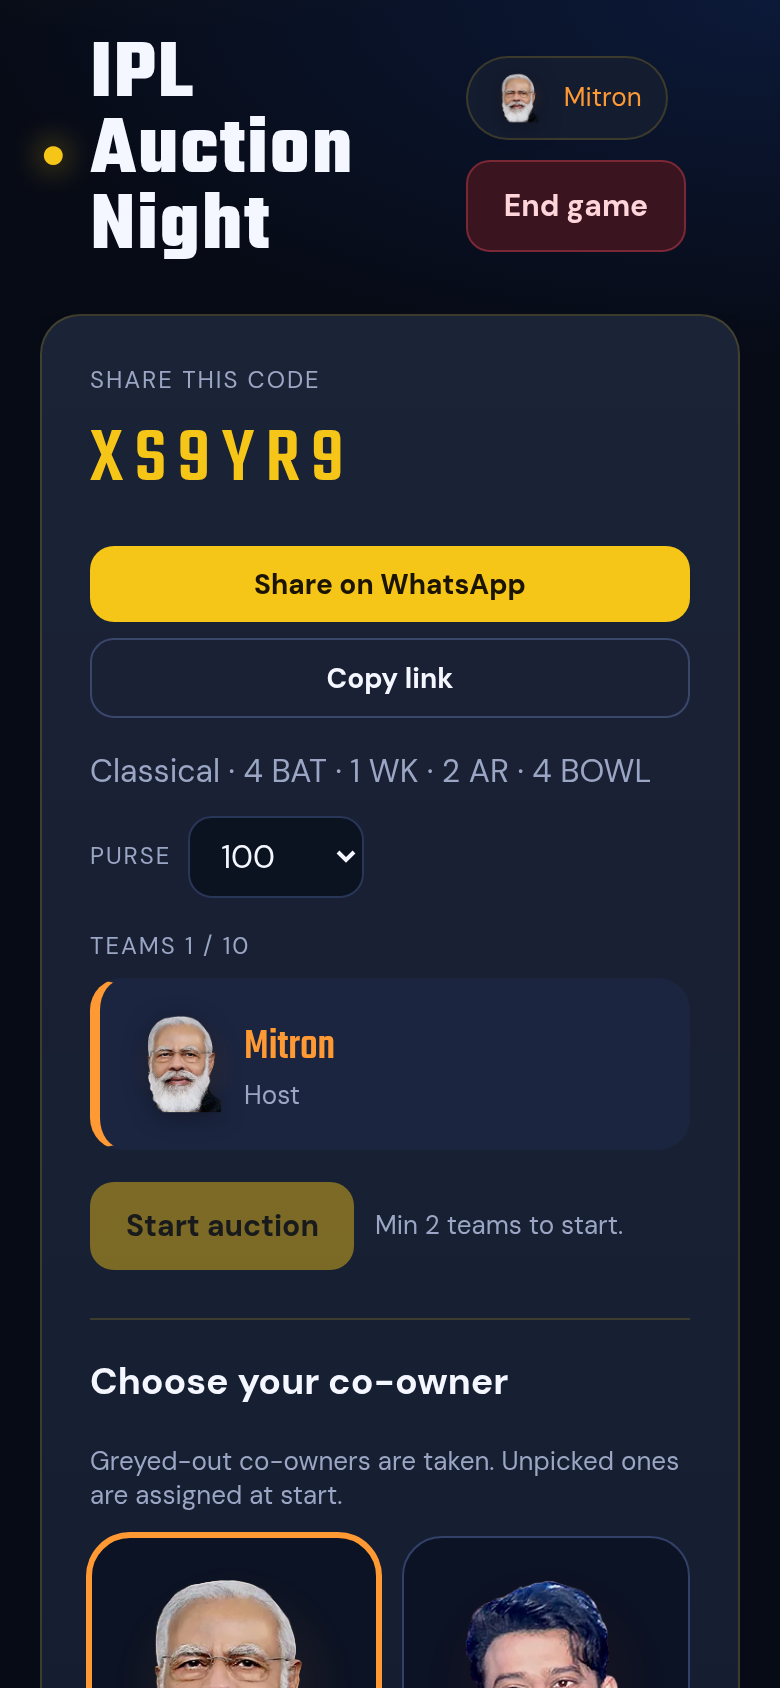 IPL
Auction
Night
Mitron
End game
SHARE THIS CODE
XS9YR9
Share on WhatsApp
Copy link
Classical · 4 BAT · 1 WK · 2 AR · 4 BOWL
PURSE 100
TEAMS 1 / 10
Mitron
Host
Start auction Min 2 teams to start.
Choose your co-owner
Greyed-out co-owners are taken. Unpicked ones
are assigned at start.